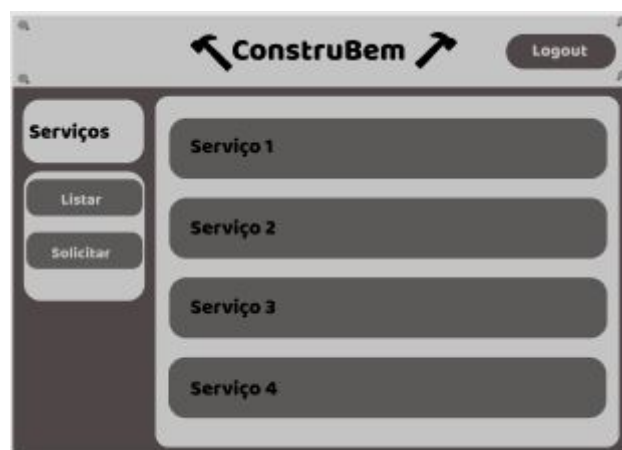 ConstruBem
Logout
Serviços
Listar
Solicitar
Serviço 1
Serviço 2
Serviço 3
Serviço 4